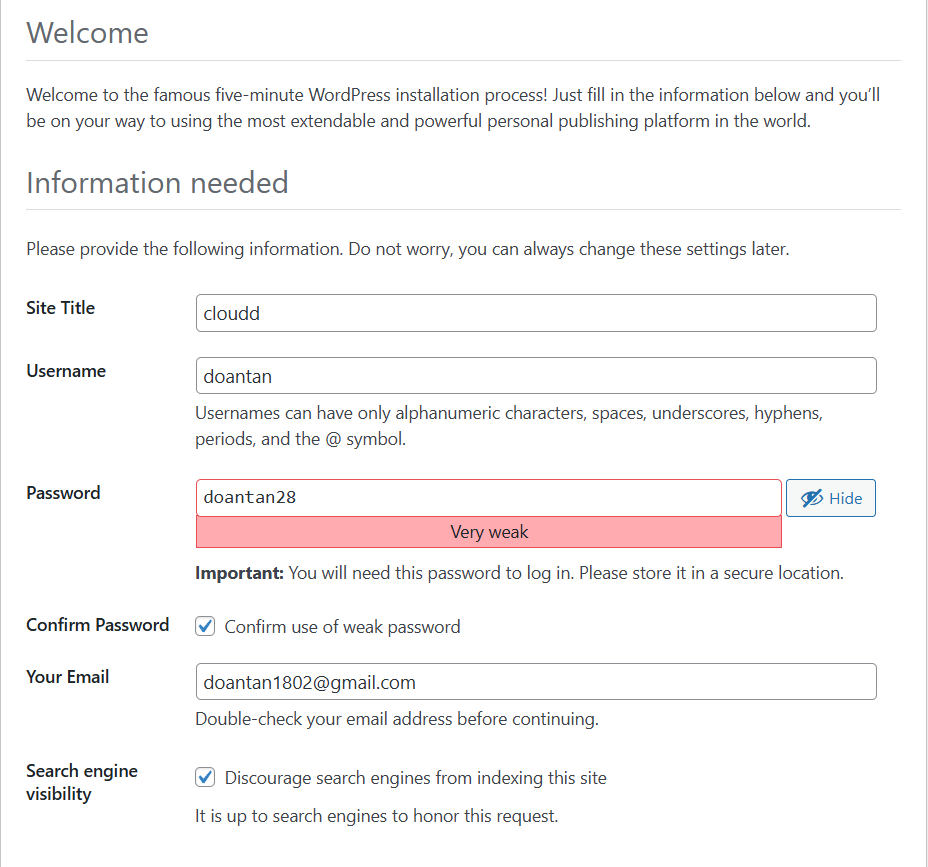 Welcome
Welcome to the famous five-minute WordPress installation process! Just fill in the information below and you’ll
be on your way to using the most extendable and powerful personal publishing platform in the world.
Information needed
Please provide the following information. Do not worry, you can always change these settings later.
Site Title
cloudd
Username
doantan
Usernames can have only alphanumeric characters, spaces, underscores, hyphens,
periods, and the @ symbol.
Password
doantan28
Hide
Very weak
Important: You will need this password to log in. Please store it in a secure location.
Confirm Password
Confirm use of weak password
Your Email
doantan1802@gmail.com
Double-check your email address before continuing.
Search engine
visibility
Discourage search engines from indexing this site
It is up to search engines to honor this request.